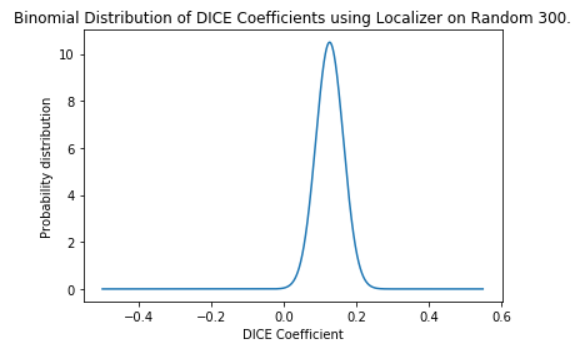 Binomial Distribution of DICE Coefficients using Localizer on Random 300.
10
8
6
4
2
0
Probability distribution
−0.4 −0.2 0.0 0.2 0.4 0.6
DICE Coefficient